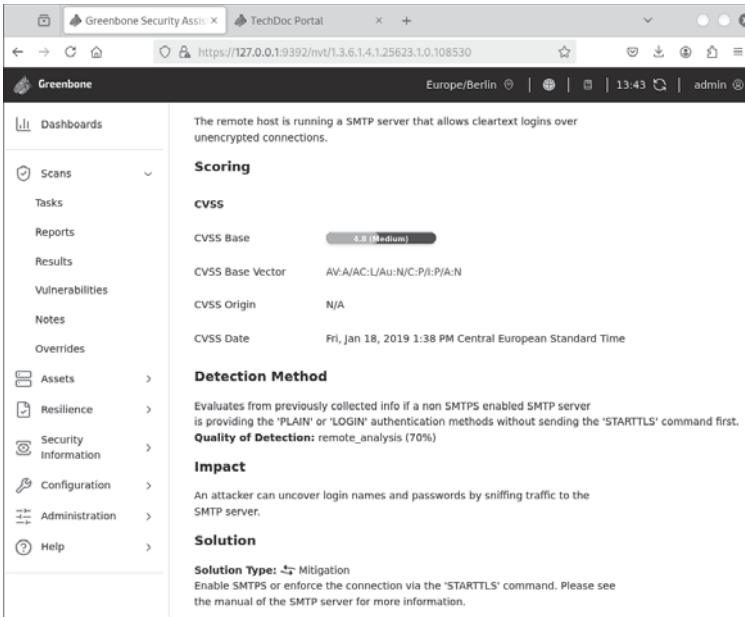 Greenbone Security Assis
TechDoc Portal
https://127.0.0.1:9392/nvt/1.3.6.1.4.1.25623.1.0.108530
Greenbone
Europe/Berlin
13:43
admin
Dashboards
Scans
Tasks
Reports
Results
Vulnerabilities
Notes
Overrides
Assets
Resilience
Security
Information
Configuration
Administration
Help
The remote host is running a SMTP server that allows cleartext logins over
unencrypted connections.
Scoring
CVSS
CVSS Base 4.8 (Medium)
CVSS Base Vector AV:A/AC:L/Au:N/C:P/I:P/A:N
CVSS Origin N/A
CVSS Date Fri, Jan 18, 2019 1:38 PM Central European Standard Time
Detection Method
Evaluates from previously collected info if a non SMTPS enabled SMTP server
is providing the 'PLAIN' or 'LOGIN' authentication methods without sending the 'STARTTLS' command first.
Quality of Detection: remote_analysis (70%)
Impact
An attacker can uncover login names and passwords by sniffing traffic to the
SMTP server.
Solution
Solution Type: Mitigation
Enable SMTPS or enforce the connection via the 'STARTTLS' command. Please see
the manual of the SMTP server for more information.